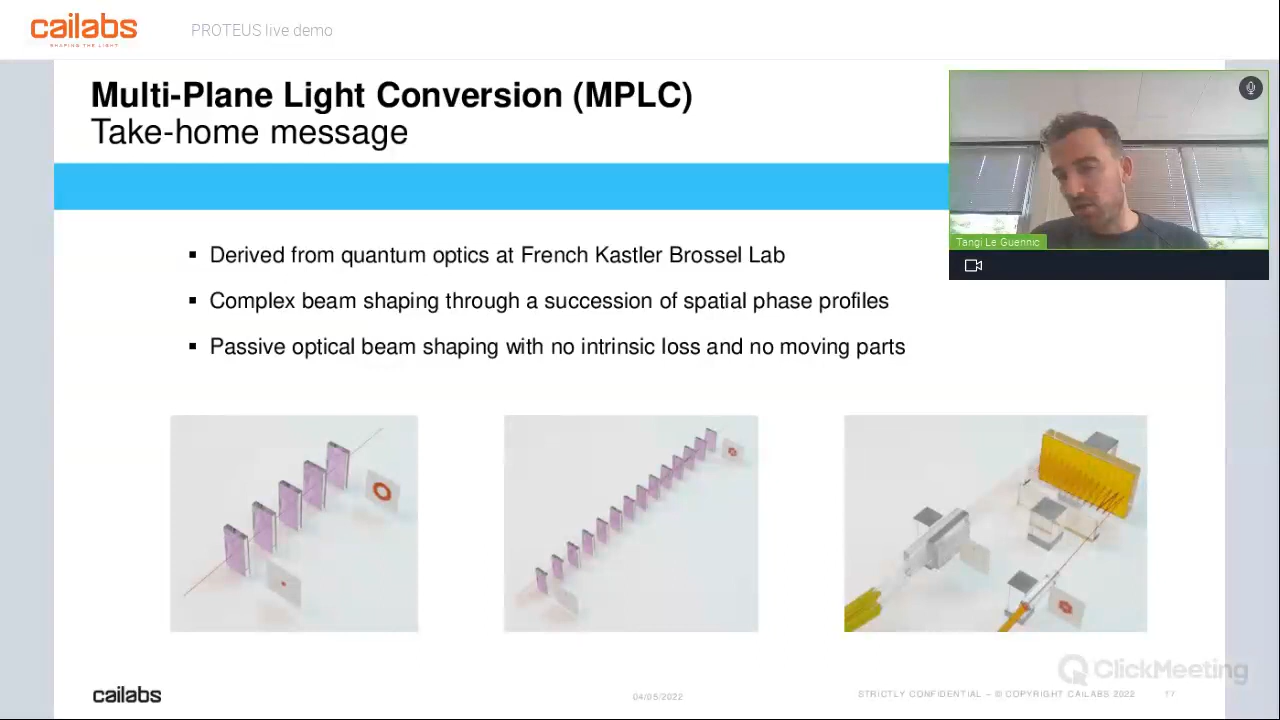 cailabs
SHAPING THE LIGHT
PROTEUS live demo
Multi-Plane Light Conversion (MPLC)
Take-home message
Tangi Le Guennic
▪ Derived from quantum optics at French Kastler Brossel Lab
▪ Complex beam shaping through a succession of spatial phase profiles
▪ Passive optical beam shaping with no intrinsic loss and no moving parts
ClickMeeting
cailabs
04/05/2022
STRICTLY CONFIDENTIAL – © COPYRIGHT CAILABS 2022
17